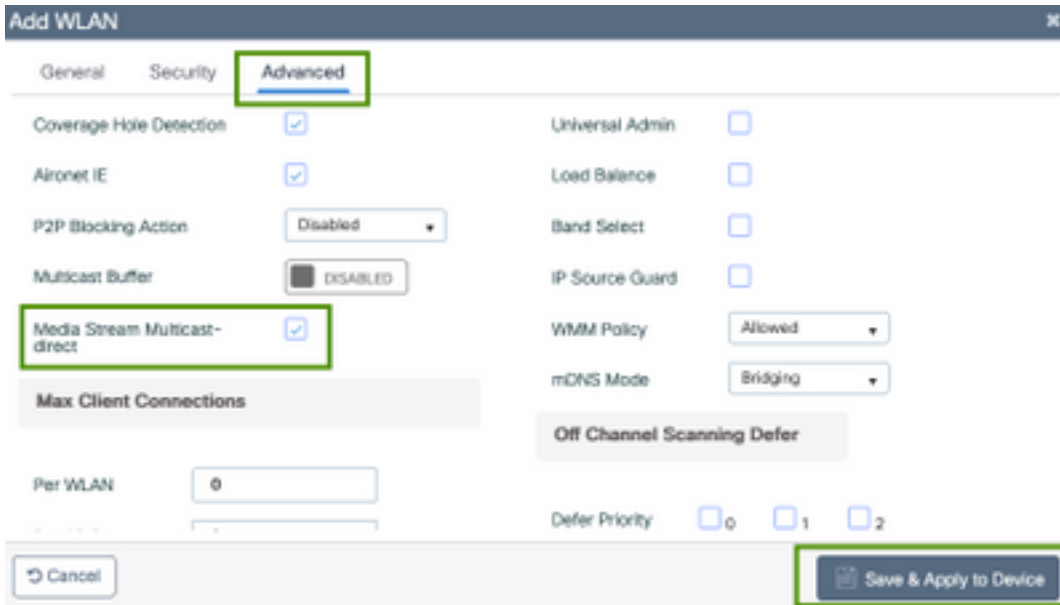 Add WLAN
General Security Advanced
Coverage Hole Detection
Universal Admin
Aironet IE
Load Balance
P2P Blocking Action Disabled
Band Select
Multicast Buffer DISABLED
IP Source Guard
Media Stream Multicast-
direct
WMM Policy Allowed
mDNS Mode Bridging
Max Client Connections
Off Channel Scanning Defer
Per WLAN 0
Defer Priority 0 1 2
Cancel
Save & Apply to Device